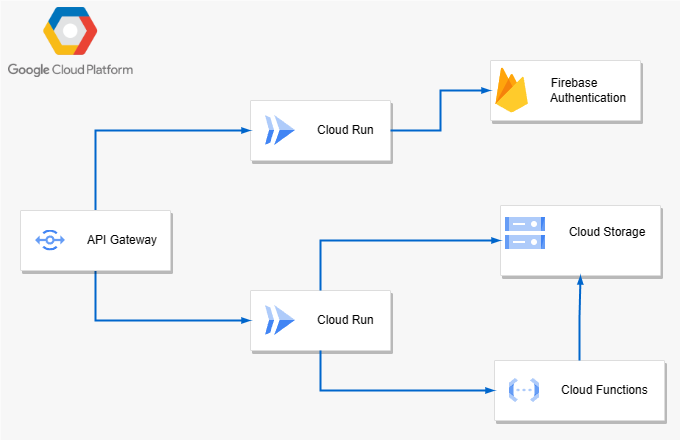 Google Cloud Platform
Firebase
Authentication
Cloud Run
API Gateway
Cloud Storage
Cloud Run
Cloud Functions